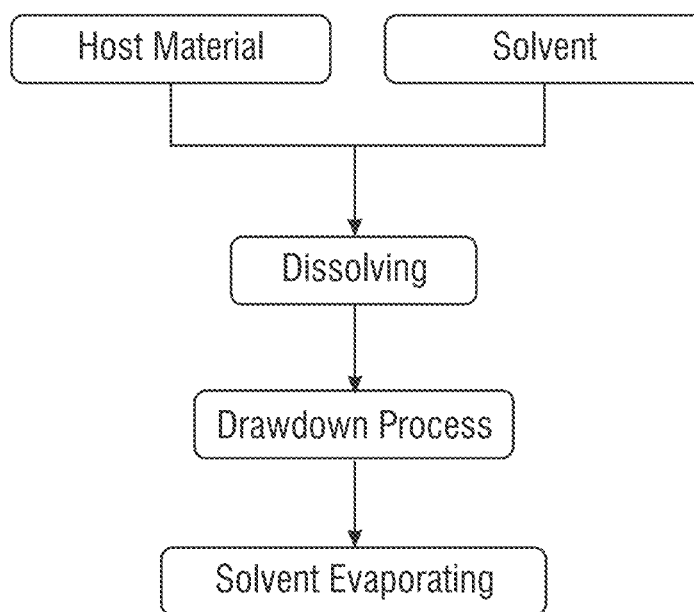 Host Material
Solvent
Dissolving
Drawdown Process
Solvent Evaporating